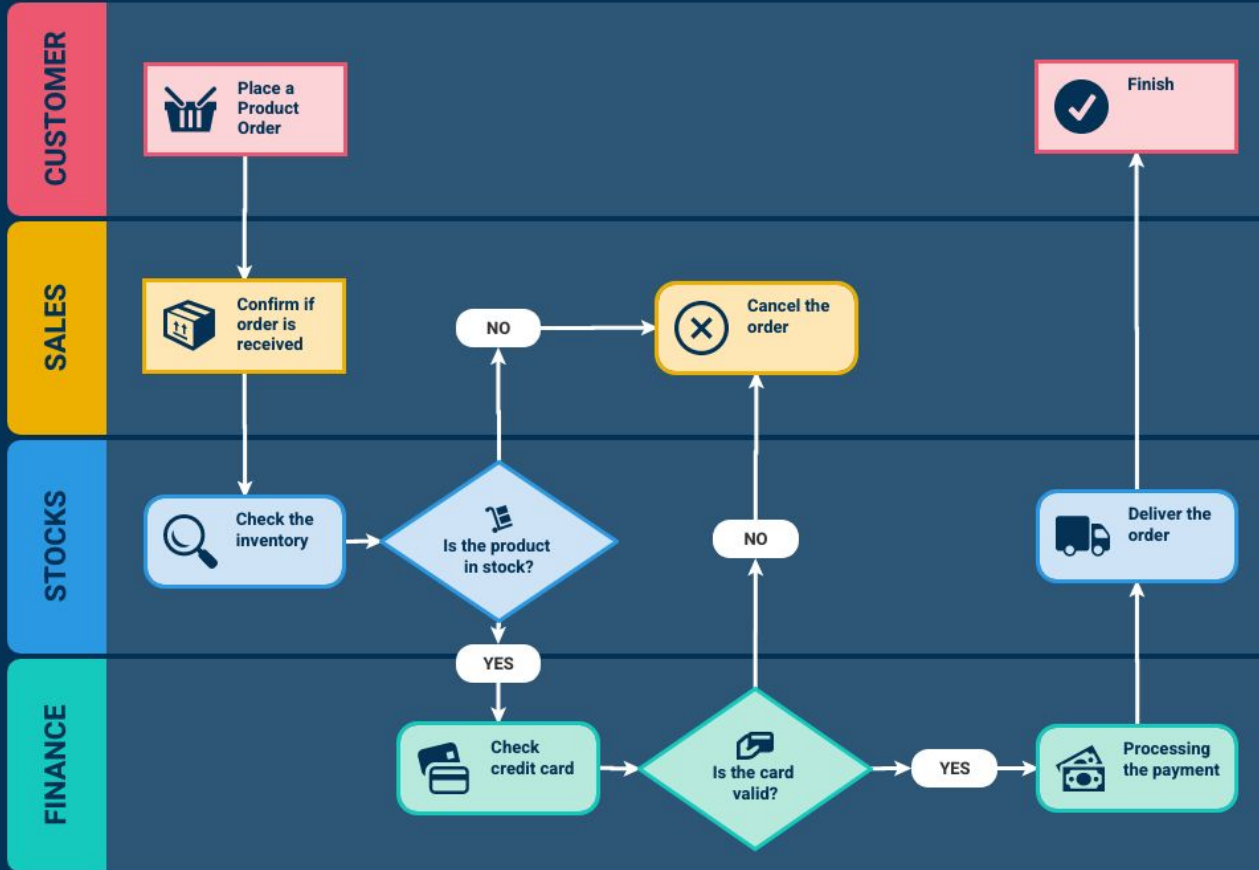 CUSTOMER
Place a
Product
Order
Finish
SALES
Confirm if
order is
received
NO
Cancel the
order
STOCKS
Check the
inventory
Is the product
in stock?
NO
Deliver the
order
YES
FINANCE
Check
credit card
Is the card
valid?
YES
Processing
the payment